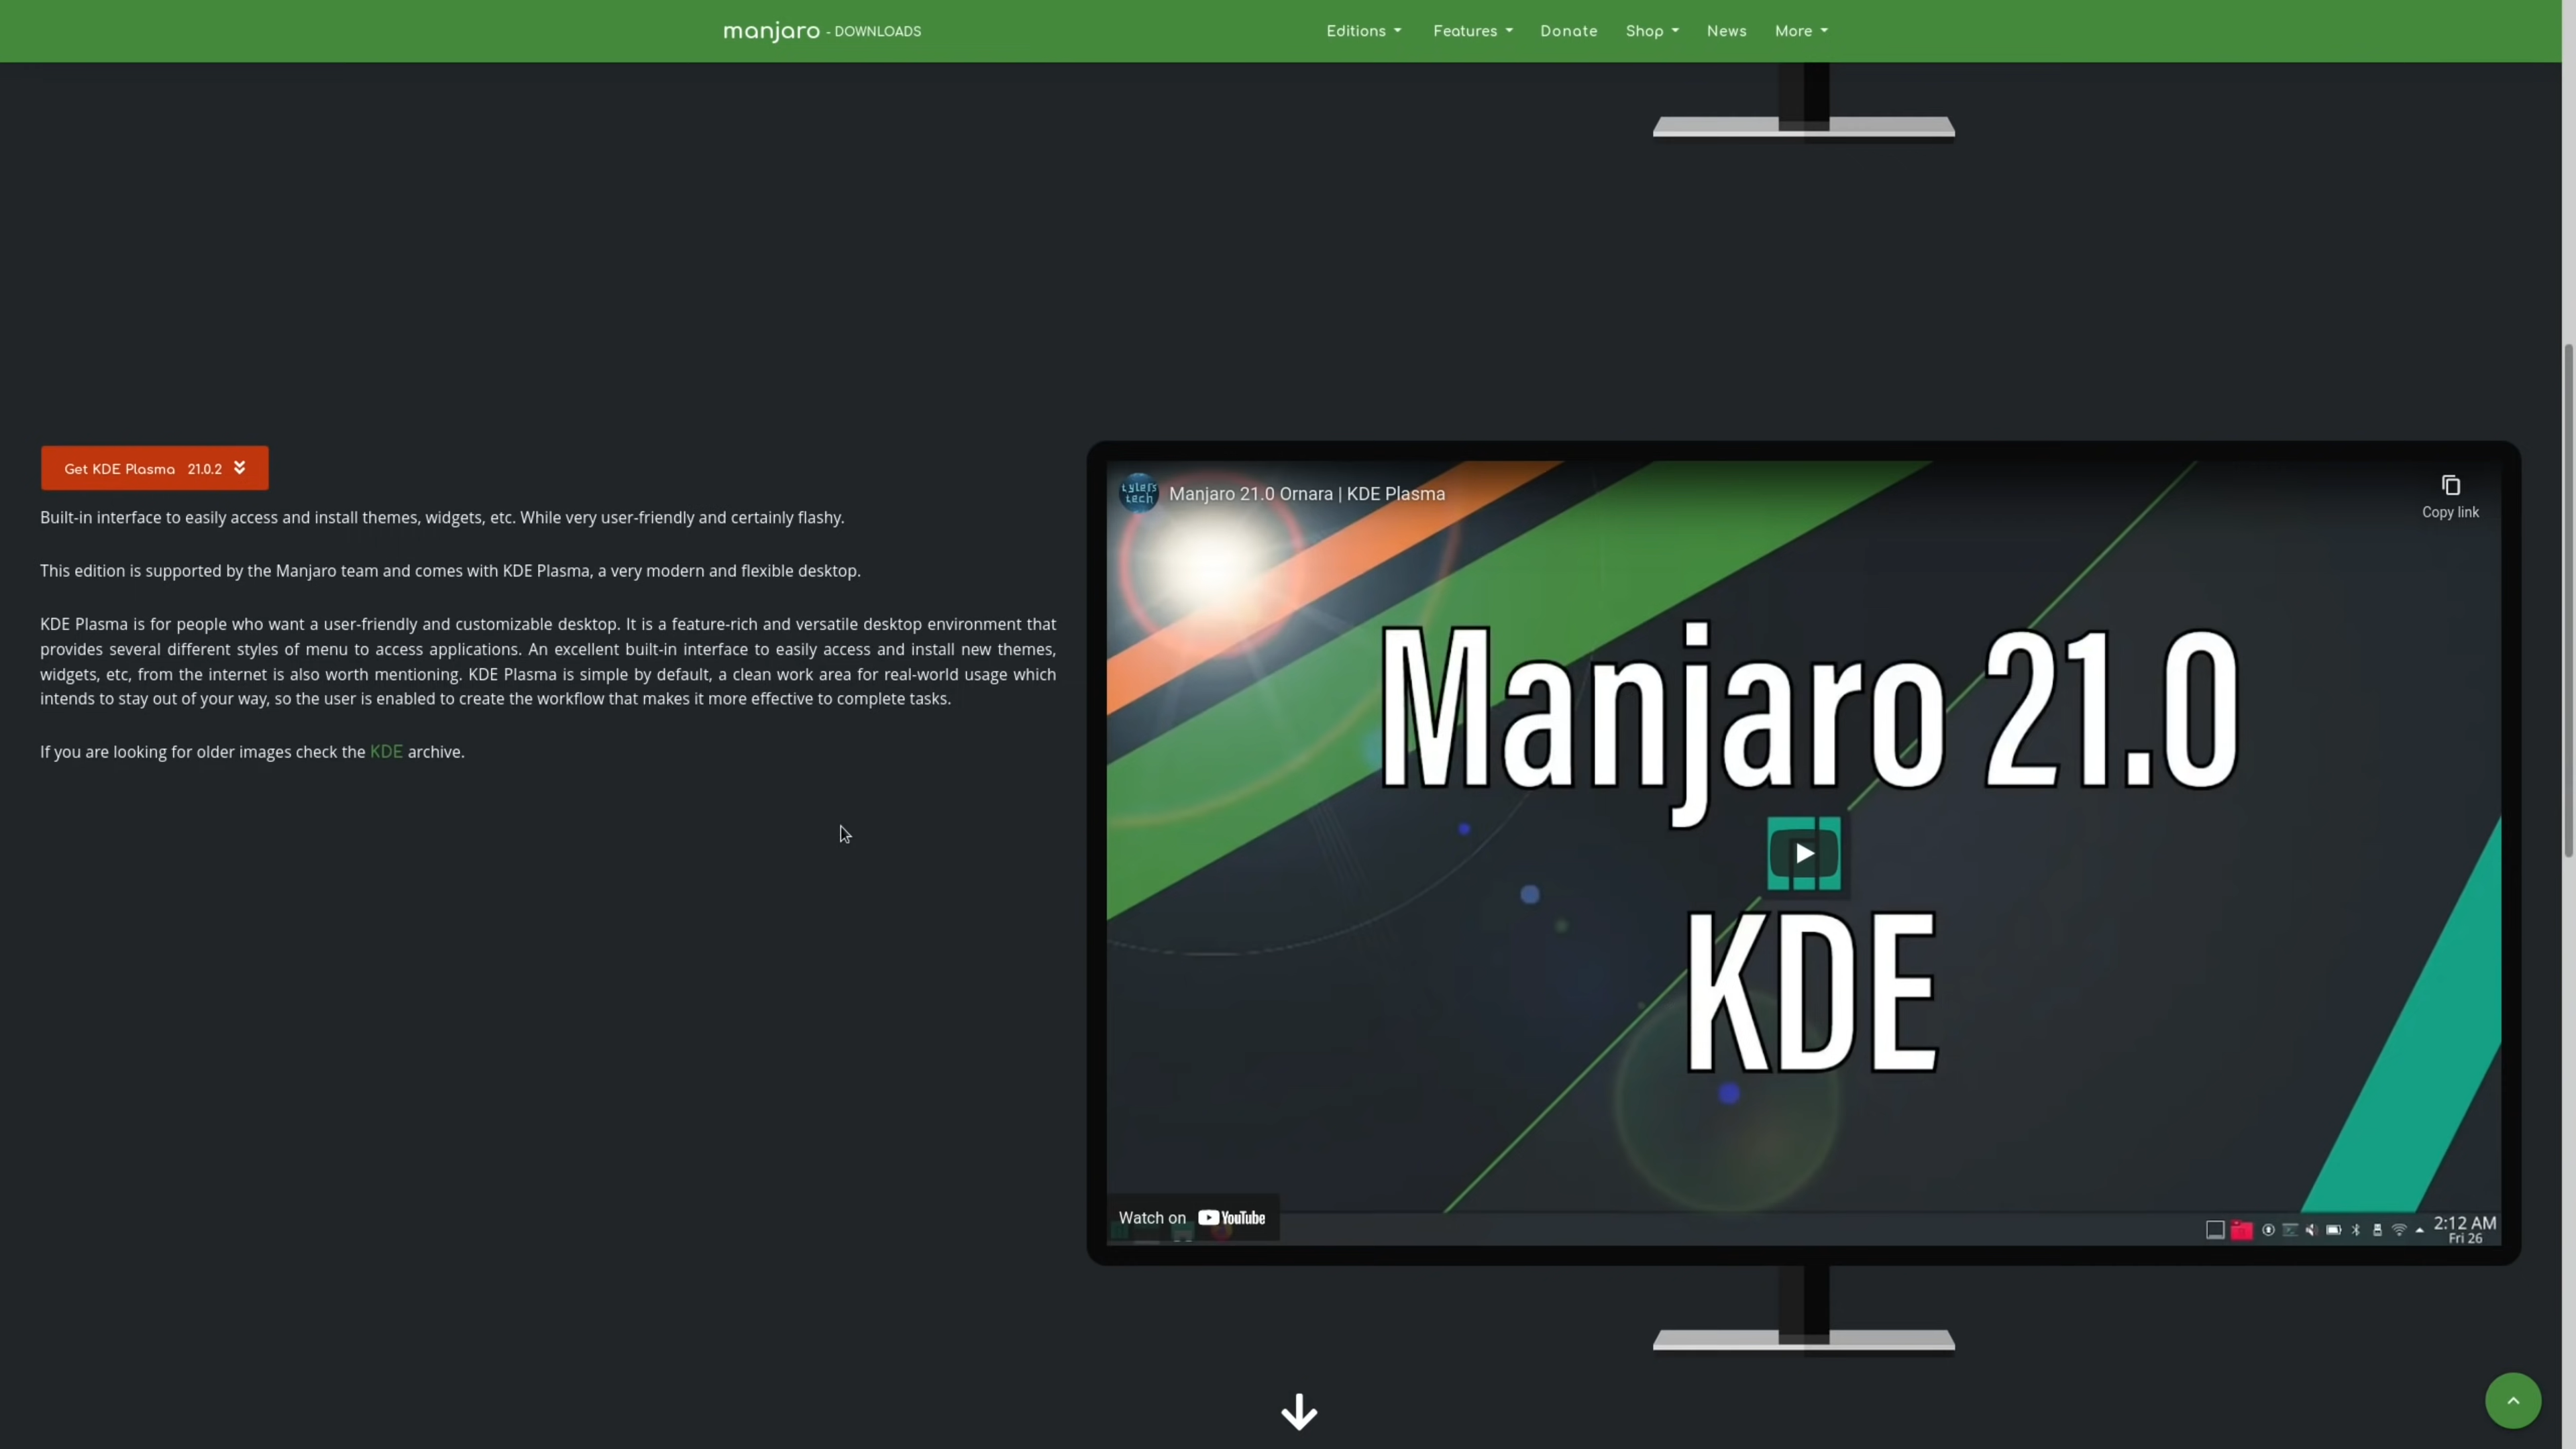 manjaro - DOWNLOADS
Editions Features Donate Shop News More
Get KDE Plasma 21.0.2
Built-in interface to easily access and install themes, widgets, etc. While very user-friendly and certainly flashy.
This edition is supported by the Manjaro team and comes with KDE Plasma, a very modern and flexible desktop.
KDE Plasma is for people who want a user-friendly and customizable desktop. It is a feature-rich and versatile desktop environment that
provides several different styles of menu to access applications. An excellent built-in interface to easily access and install new themes,
widgets, etc, from the internet is also worth mentioning. KDE Plasma is simple by default, a clean work area for real-world usage which
intends to stay out of your way, so the user is enabled to create the workflow that makes it more effective to complete tasks.
If you are looking for older images check the KDE archive.
tylers
tech
Manjaro 21.0 Ornara | KDE Plasma
Copy link
Manjaro 21.0
KDE
Watch on YouTube
2:12 AM
Fri 26